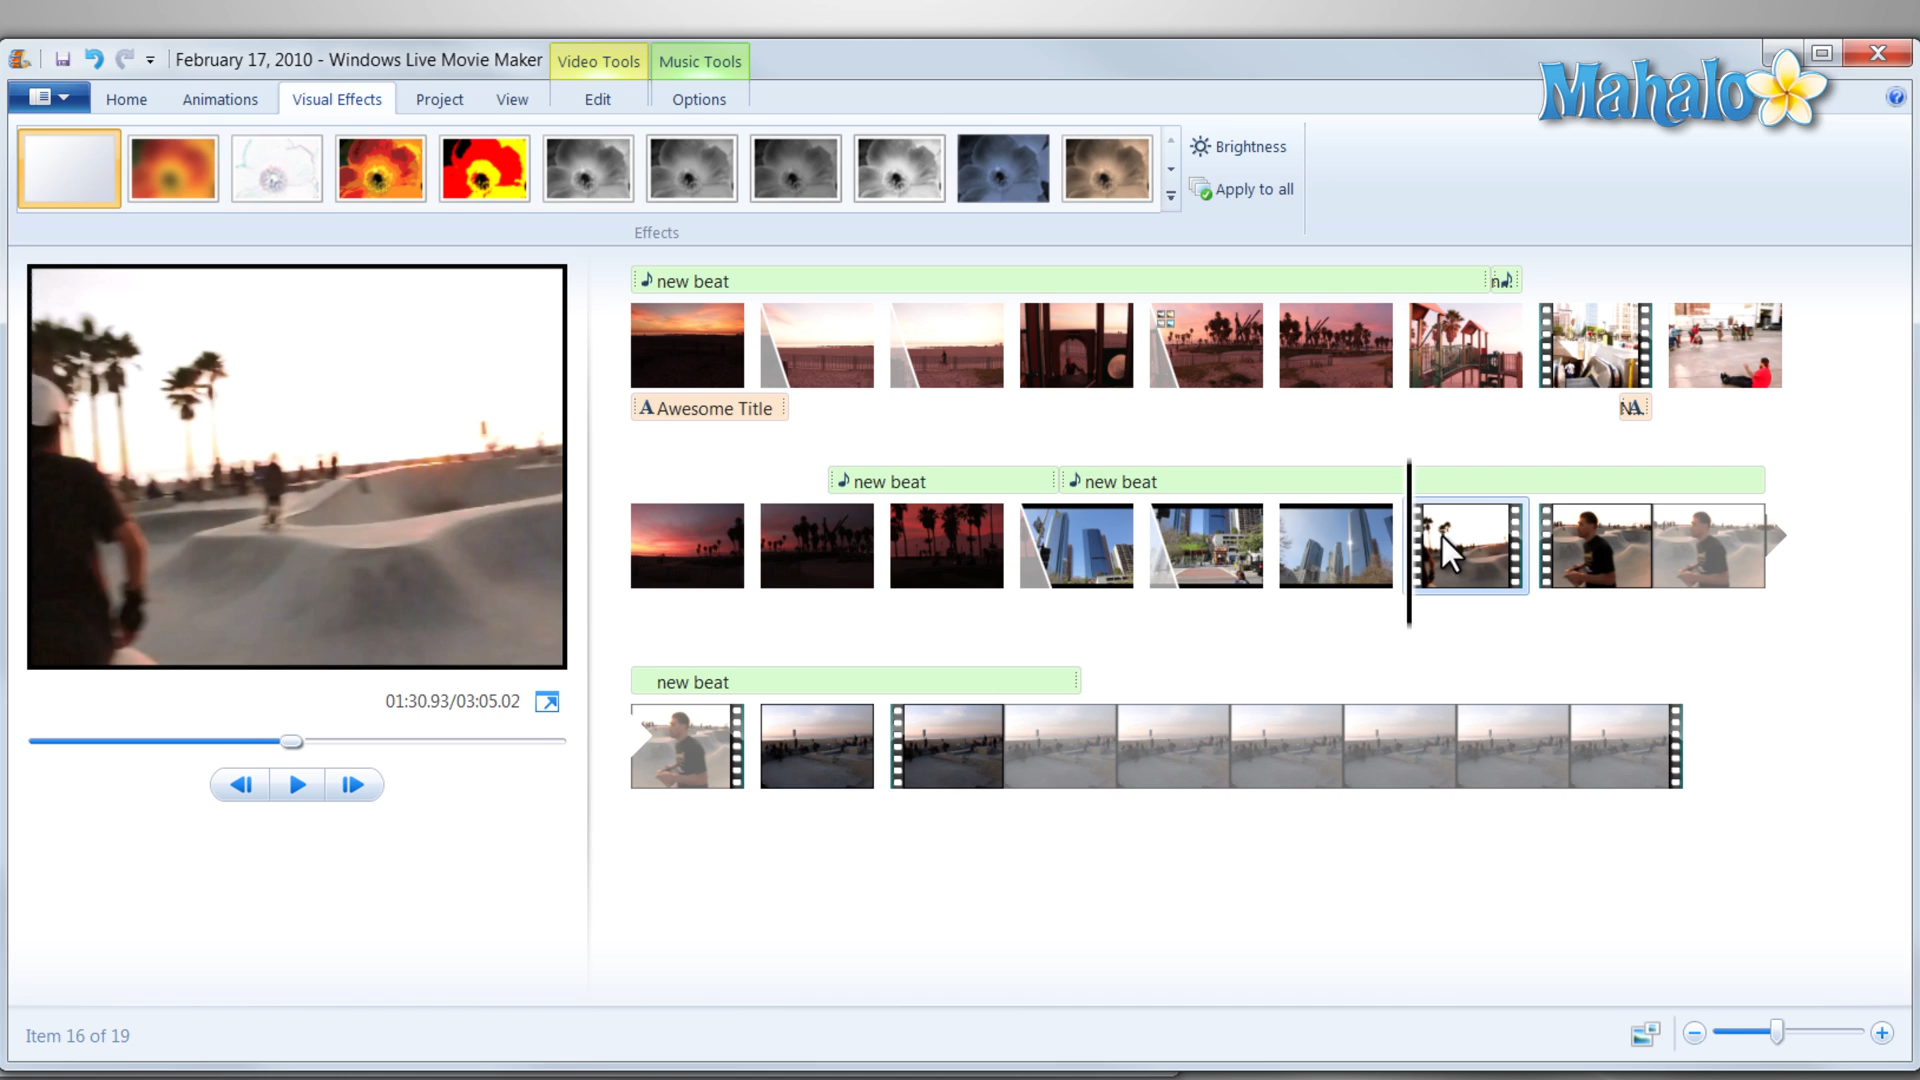 February 17, 2010 - Windows Live Movie Maker
Video Tools
Music Tools
Mahalo
Home
Animations
Visual Effects
Project
View
Edit
Options
Brightness
Apply to all
Effects
new beat
Awesome Title
new beat
new beat
01:30.93/03:05.02
new beat
Item 16 of 19